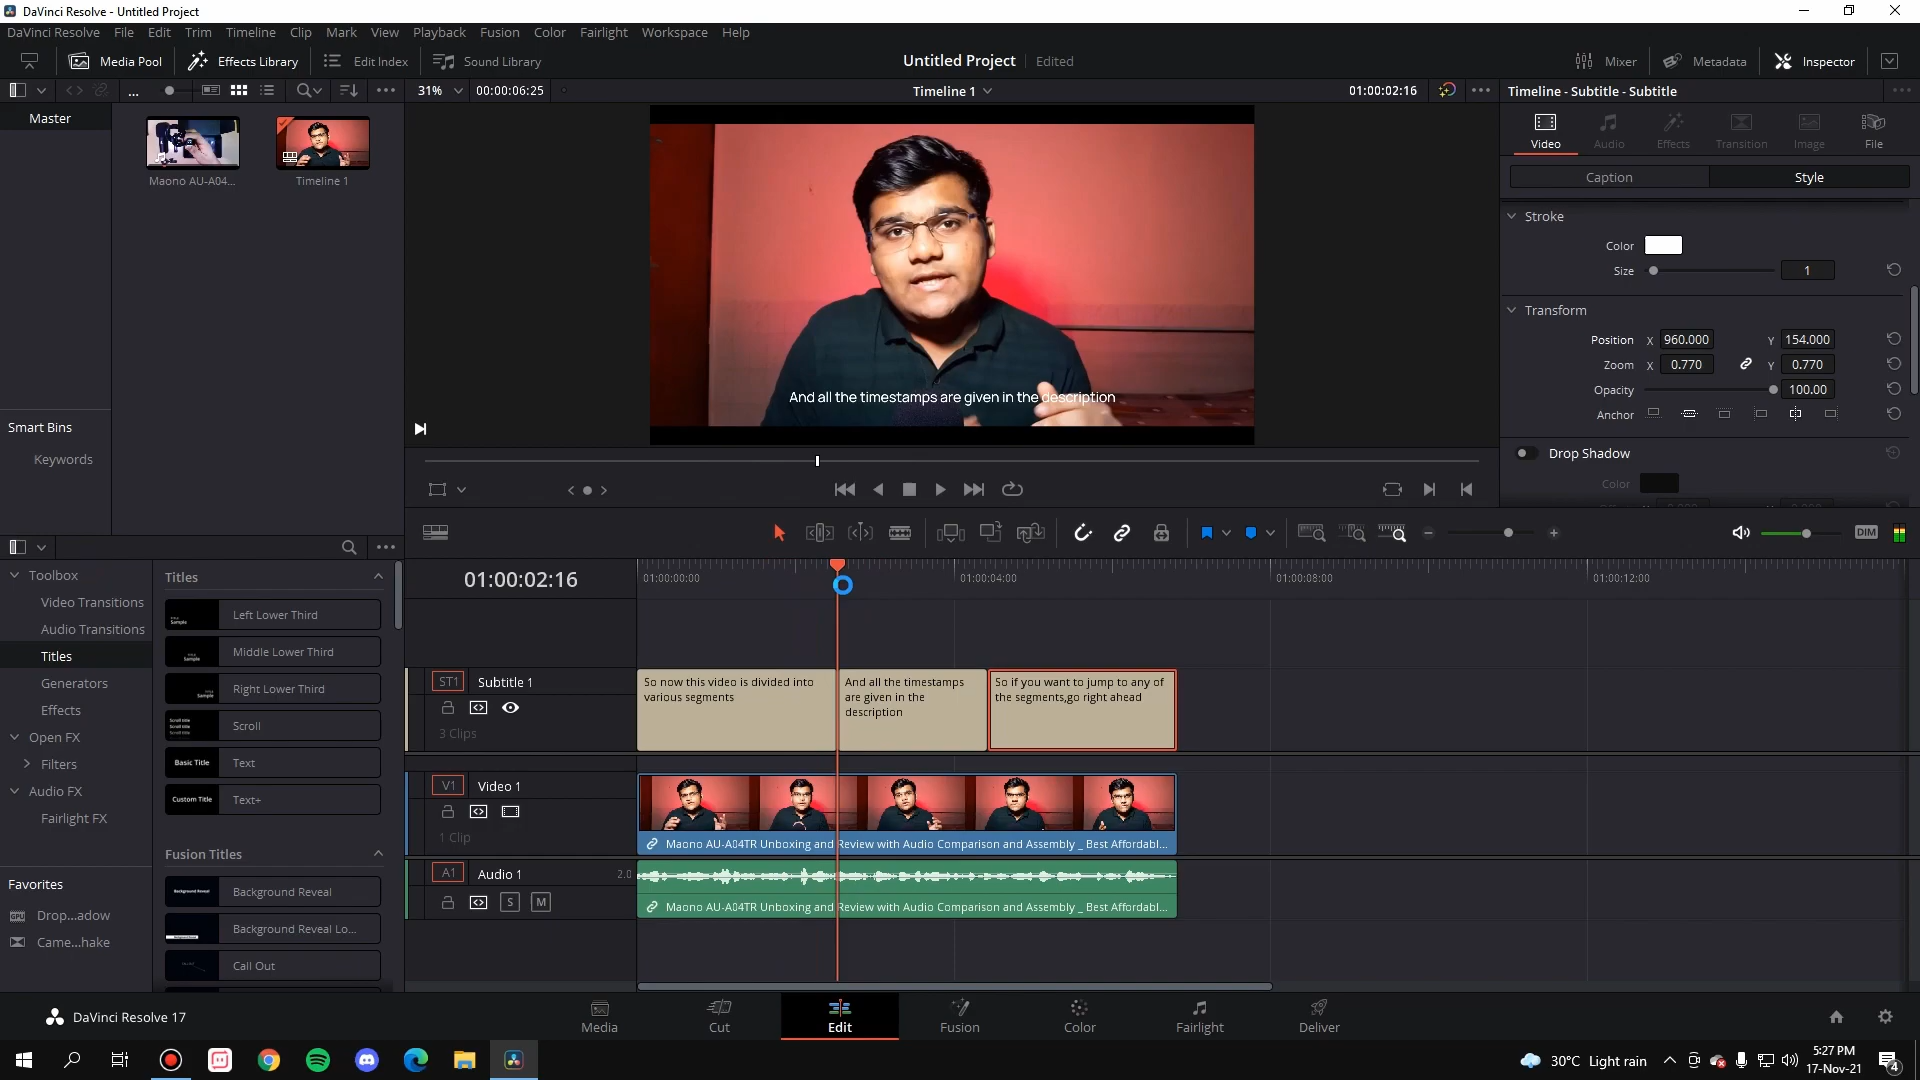 DaVinci Resolve - Untitled Project
DaVinci Resolve File Edit Trim Timeline Clip Mark View Playback Fusion Color Fairlight Workspace Help
Media Pool Effects Library Edit Index Sound Library Untitled Project Edited Mixer Metadata Inspector
... 31% 00:00:06:25 Timeline 1 01:00:02:16 Timeline - Subtitle - Subtitle
Master
Maono AU-A04... Timeline 1
Video Audio Effects Transition Image File
Caption Style
Stroke
Color
Size 1
Transform
Position X 960.000 Y 154.000
Zoom X 0.770 Y 0.770
Opacity 100.00
Anchor
Drop Shadow
Color
And all the timestamps are given in the description
Smart Bins
Keywords
DIM
Toolbox
Video Transitions
Audio Transitions
Titles
Generators
Effects
Open FX
Filters
Audio FX
Fairlight FX
Favorites
Drop...adow
Came...hake
Titles
Left Lower Third
Middle Lower Third
Right Lower Third
Scroll
Basic Title Text
Custom Title Text+
Fusion Titles
Background Reveal Background Reveal
Background Reveal Lo...
Call Out
01:00:02:16 01:00:00:00 01:00:04:00 01:00:08:00 01:00:12:00
ST1 Subtitle 1
3 Clips
So now this video is divided into
various segments
And all the timestamps
are given in the
description
So if you want to jump to any of
the segments,go right ahead
V1 Video 1
1 Clip
Maono AU-A04TR Unboxing and Review with Audio Comparison and Assembly _ Best Affordabl...
A1 Audio 1 2.0
S M
Maono AU-A04TR Unboxing and Review with Audio Comparison and Assembly _ Best Affordabl...
DaVinci Resolve 17 Media Cut Edit Fusion Color Fairlight Deliver
30°C Light rain 5:27 PM
17-Nov-21
4